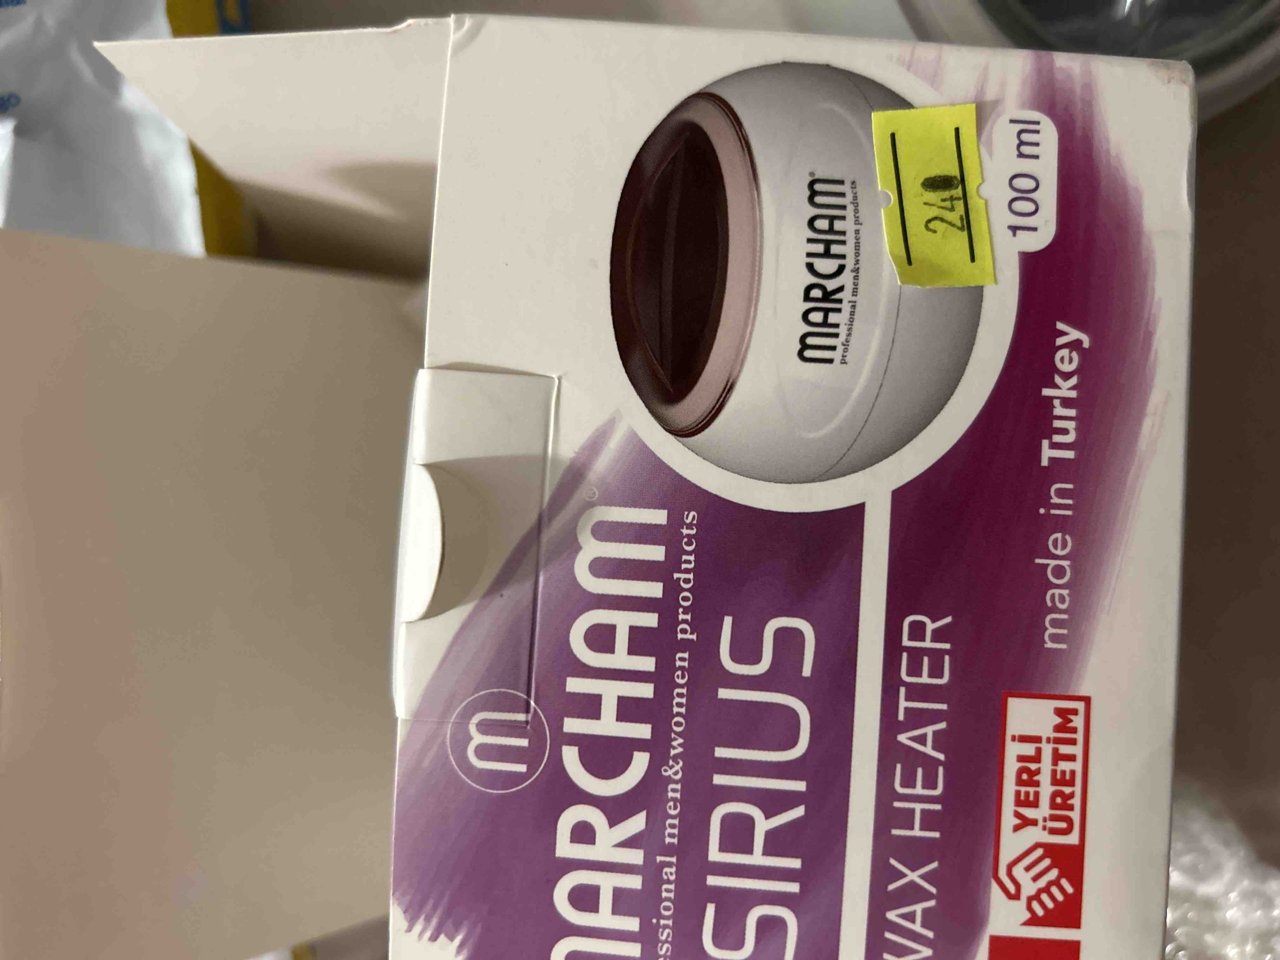 MARCHAM®
professional men&women products
240
100 ml
made in Turkey
m
MARCHAM®
professional men&women products
SIRIUS
WAX HEATER
YERLİ
ÜRETİM